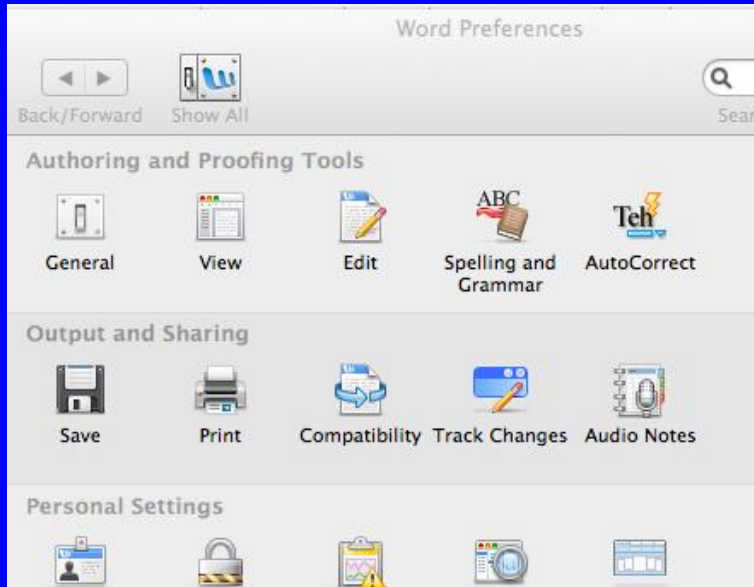 Word Preferences
Back/Forward Show All
Authoring and Proofing Tools
ABC
Teh
General View Edit Spelling and Grammar AutoCorrect
Output and Sharing
Save Print Compatibility Track Changes Audio Notes
Personal Settings